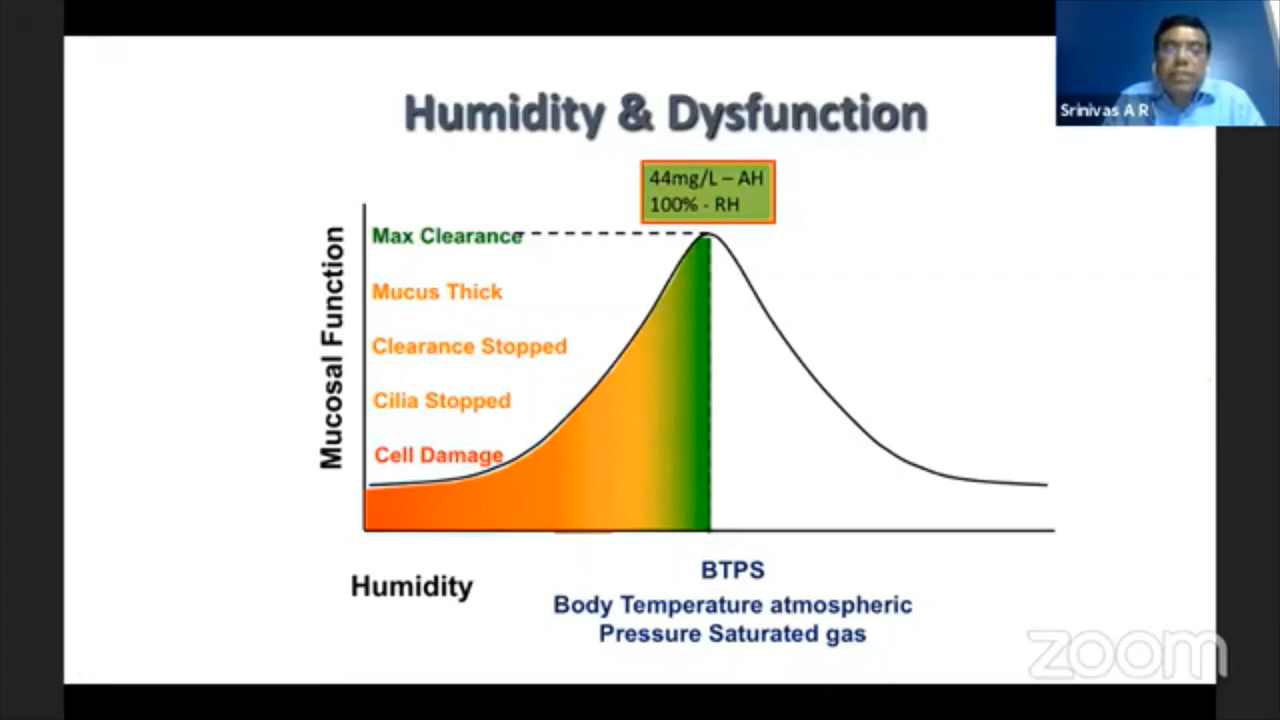 Humidity & Dysfunction
Srinivas A R
44mg/L – AH
100% - RH
Mucosal Function
Max Clearance
Mucus Thick
Clearance Stopped
Cilia Stopped
Cell Damage
Humidity
BTPS
Body Temperature atmospheric
Pressure Saturated gas
zoom